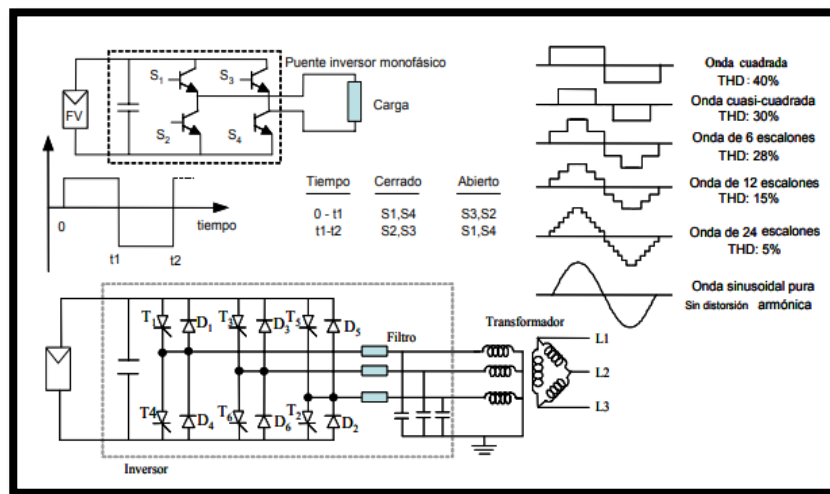 Puente inversor monofásico
S1
S3
S2
S4
FV
Carga
0
t1
t2
tiempo
Tiempo Cerrado Abierto
0 - t1 S1,S4 S3,S2
t1-t2 S2,S3 S1,S4
Onda cuadrada
THD: 40%
Onda cuasi-cuadrada
THD: 30%
Onda de 6 escalones
THD: 28%
Onda de 12 escalones
THD: 15%
Onda de 24 escalones
THD: 5%
Onda sinusoidal pura
Sin distorsión armónica
T1
D1
T3
D3
T5
D5
Filtro
Transformador
L1
L2
L3
T4
D4
T6
D6
T2
D2
Inversor